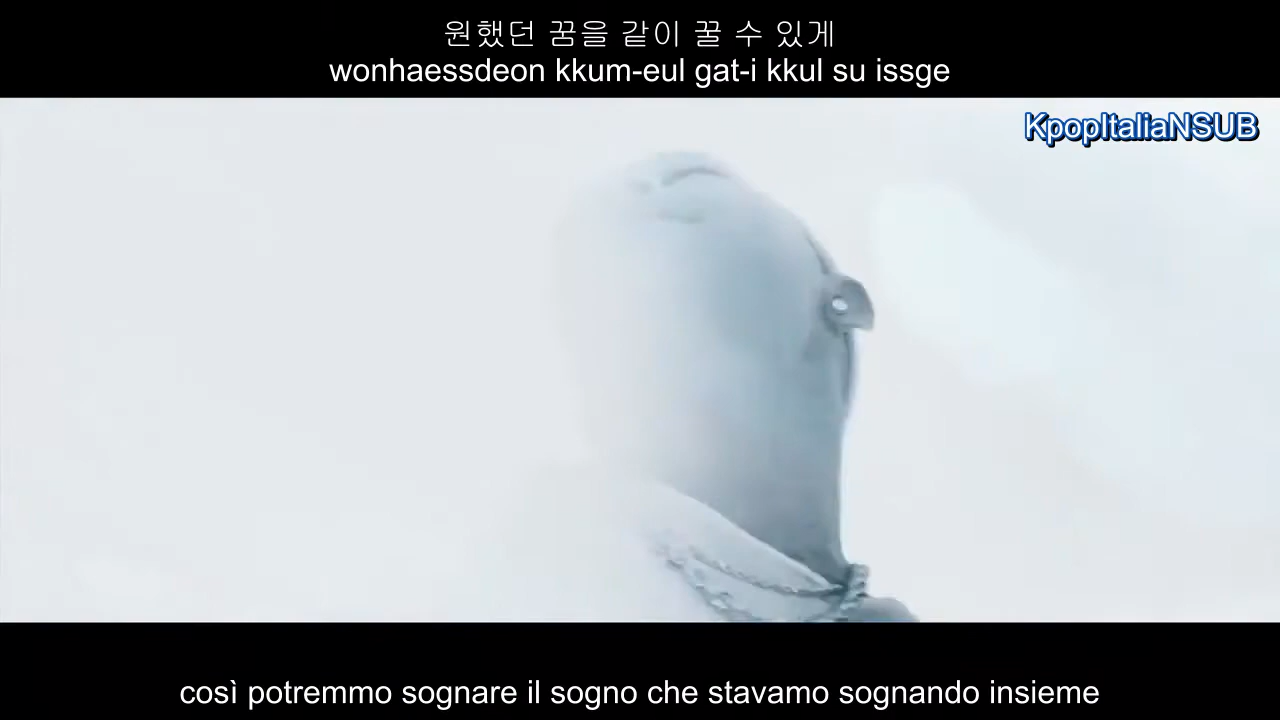 원했던 꿈을 같이 꿀 수 있게
wonhaessdeon kkum-eul gat-i kkul su issge
KpopItaliaNSUB
così potremmo sognare il sogno che stavamo sognando insieme